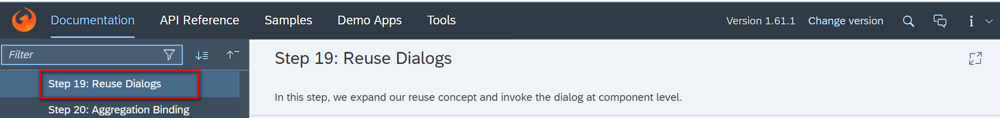 Documentation API Reference Samples Demo Apps Tools Version 1.61.1 Change version
Filter
Step 19: Reuse Dialogs
Step 20: Aggregation Binding
Step 19: Reuse Dialogs
In this step, we expand our reuse concept and invoke the dialog at component level.